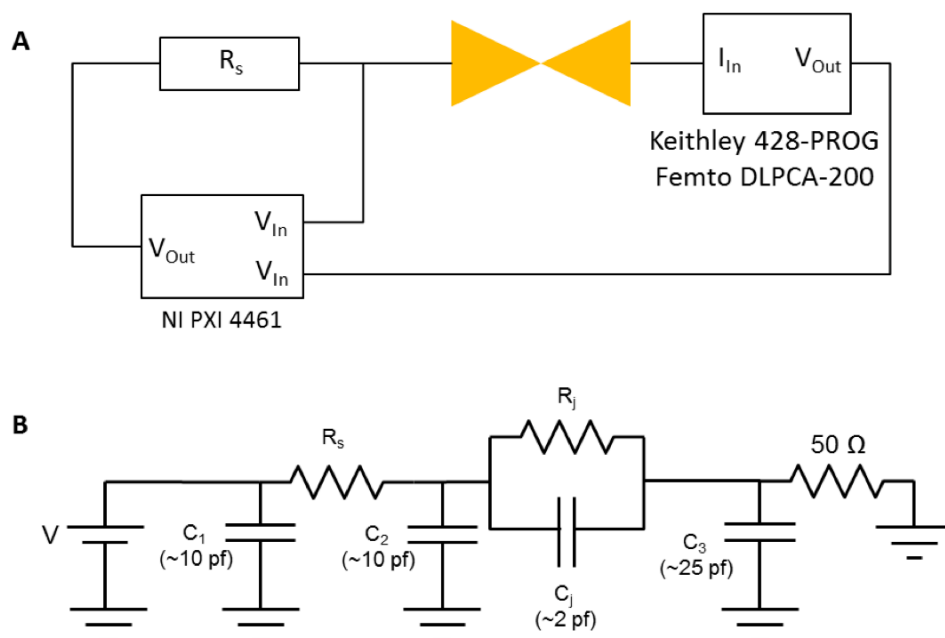 A
Rs
IIn
VOut
Keithley 428-PROG
Femto DLPCA-200
VIn
VOut
VIn
NI PXI 4461
B
Rj
Rs
50 Ω
V
C1
(~10 pf)
C2
(~10 pf)
C3
(~25 pf)
Cj
(~2 pf)